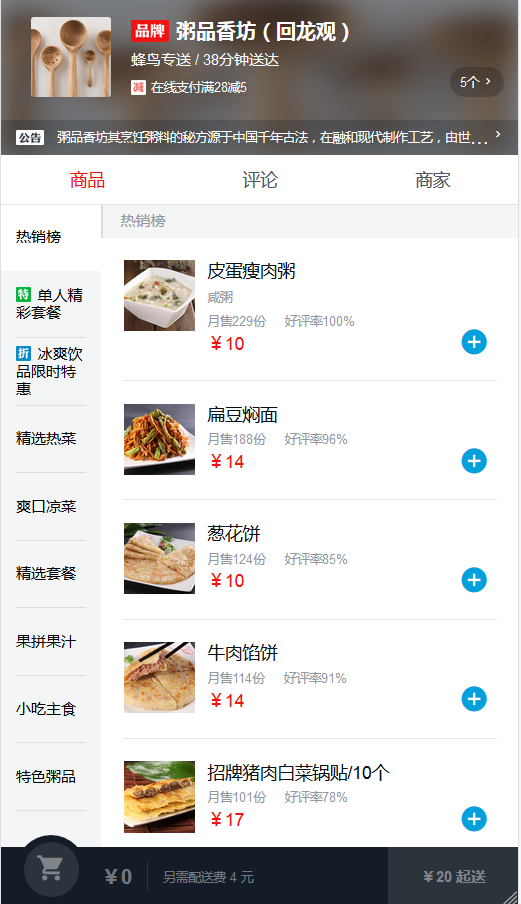 品牌 粥品香坊（回龙观）
蜂鸟专送 / 38分钟送达
减 在线支付满28减5
5个 >
公告 粥品香坊其烹饪粥料的秘方源于中国千年古法，在融和现代制作工艺，由世... >
商品 评论 商家
热销榜
特 单人精
彩套餐
折 冰爽饮
品限时特
惠
精选热菜
爽口凉菜
精选套餐
果拼果汁
小吃主食
特色粥品
热销榜
皮蛋瘦肉粥
咸粥
月售229份 好评率100%
￥10
扁豆焖面
月售188份 好评率96%
￥14
葱花饼
月售124份 好评率85%
￥10
牛肉馅饼
月售114份 好评率91%
￥14
招牌猪肉白菜锅贴/10个
月售101份 好评率78%
￥17
￥0 另需配送费 4 元 ￥20 起送